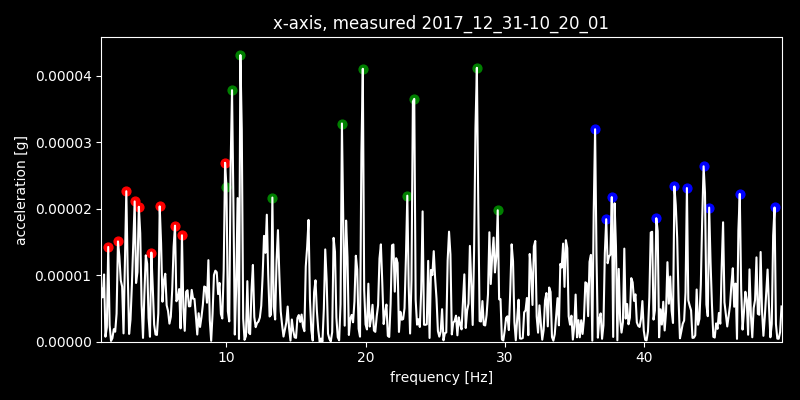 x-axis, measured 2017_12_31-10_20_01
0.00004
0.00003
0.00002
0.00001
0.00000
acceleration [g]
10 20 30 40
frequency [Hz]